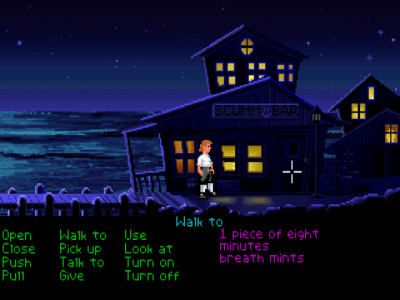 SCUMM BAR
Walk to
Open Walk to Use 1 piece of eight
Close Pick up Look at minutes
Push Talk to Turn on breath mints
Pull Give Turn off